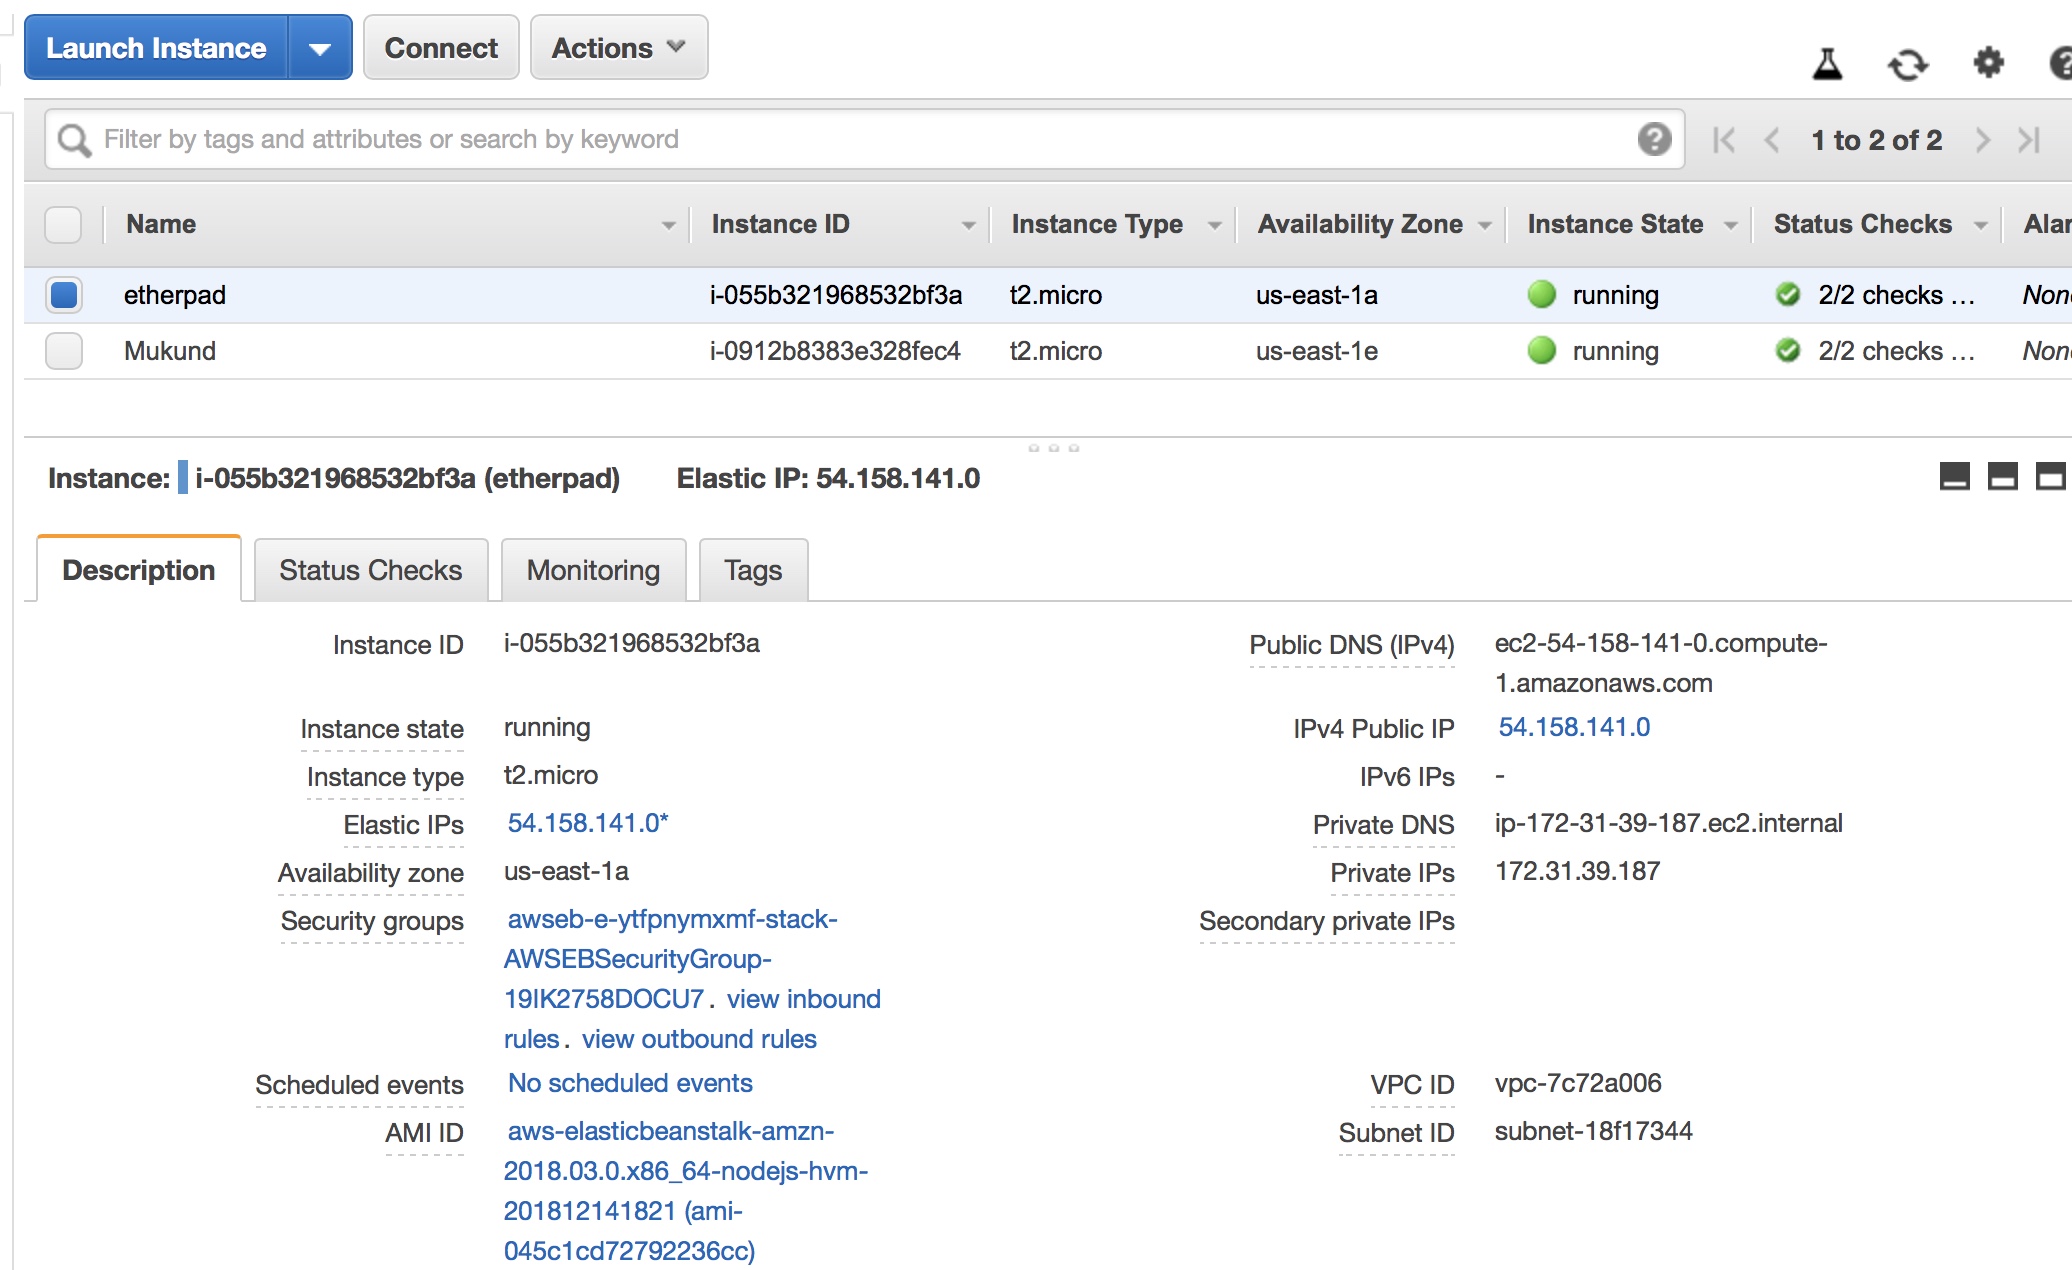 Launch Instance Connect Actions
Filter by tags and attributes or search by keyword 1 to 2 of 2
Name Instance ID Instance Type Availability Zone Instance State Status Checks Alar
etherpad i-055b321968532bf3a t2.micro us-east-1a running 2/2 checks ... Non
Mukund i-0912b8383e328fec4 t2.micro us-east-1e running 2/2 checks ... Non
Instance: i-055b321968532bf3a (etherpad) Elastic IP: 54.158.141.0
Description Status Checks Monitoring Tags
Instance ID i-055b321968532bf3a
Instance state running
Instance type t2.micro
Elastic IPs 54.158.141.0*
Availability zone us-east-1a
Security groups awseb-e-ytfpnymxmf-stack-
AWSEBSecurityGroup-
19IK2758DOCU7. view inbound
rules. view outbound rules
Scheduled events No scheduled events
AMI ID aws-elasticbeanstalk-amzn-
2018.03.0.x86_64-nodejs-hvm-
201812141821 (ami-
045c1cd72792236cc)
Public DNS (IPv4) ec2-54-158-141-0.compute-
1.amazonaws.com
IPv4 Public IP 54.158.141.0
IPv6 IPs -
Private DNS ip-172-31-39-187.ec2.internal
Private IPs 172.31.39.187
Secondary private IPs
VPC ID vpc-7c72a006
Subnet ID subnet-18f17344